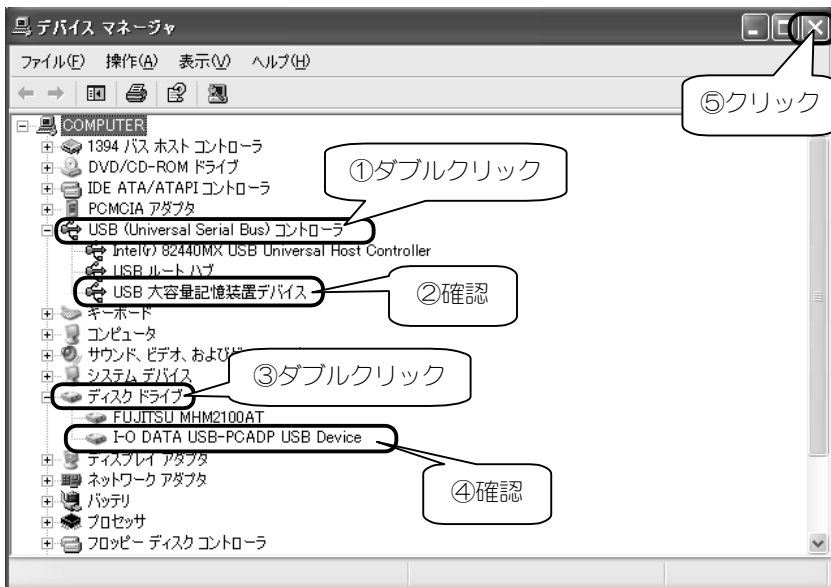 デバイス マネージャ
ファイル(F) 操作(A) 表示(V) ヘルプ(H)
⑤クリック
COMPUTER
1394 バス ホスト コントローラ
DVD/CD-ROM ドライブ
①ダブルクリック
IDE ATA/ATAPI コントローラ
PCMCIA アダプタ
USB (Universal Serial Bus) コントローラ
Intel(r) 82440MX USB Universal Host Controller
USB ルート ハブ
USB 大容量記憶装置デバイス
②確認
キーボード
コンピュータ
サウンド、ビデオ、および
システム デバイス
③ダブルクリック
ディスク ドライブ
FUJITSU MHM2100AT
I-O DATA USB-PCADP USB Device
ディスプレイ アダプタ
④確認
ネットワーク アダプタ
バッテリ
プロセッサ
フロッピー ディスク コントローラ